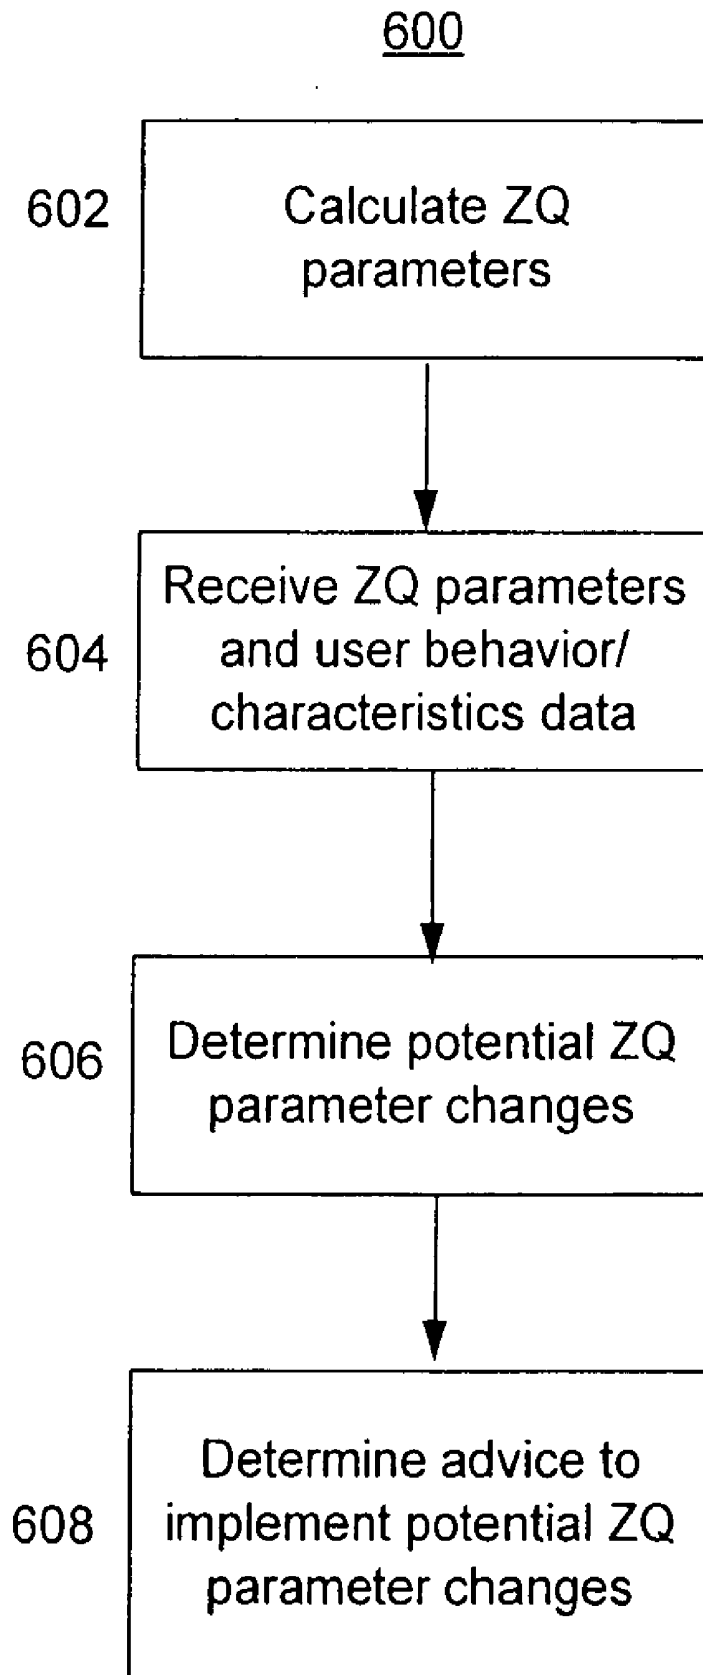 600
602
Calculate ZQ
parameters
604
Receive ZQ parameters
and user behavior/
characteristics data
606
Determine potential ZQ
parameter changes
608
Determine advice to
implement potential ZQ
parameter changes